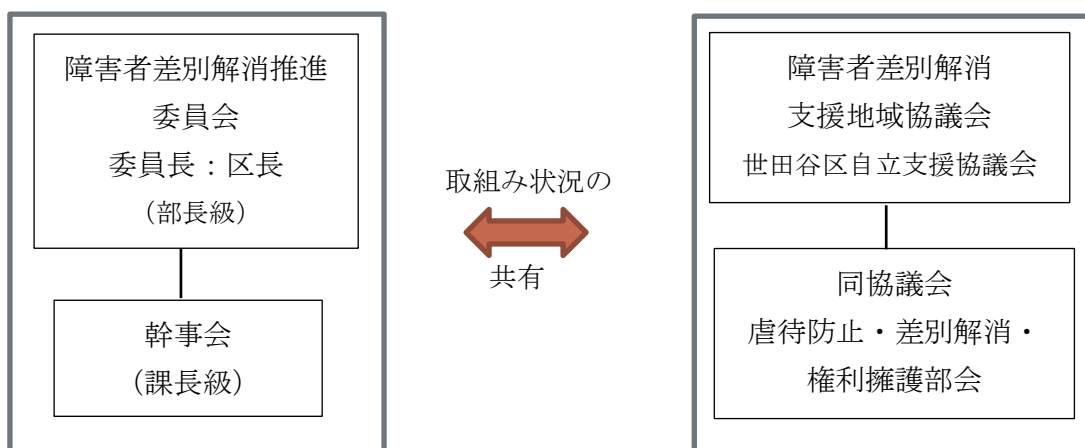 障害者差別解消推進
委員会
委員長：区長
（部長級）
幹事会
（課長級）
取組み状況の
共有
障害者差別解消
支援地域協議会
世田谷区自立支援協議会
同協議会
虐待防止・差別解消・
権利擁護部会